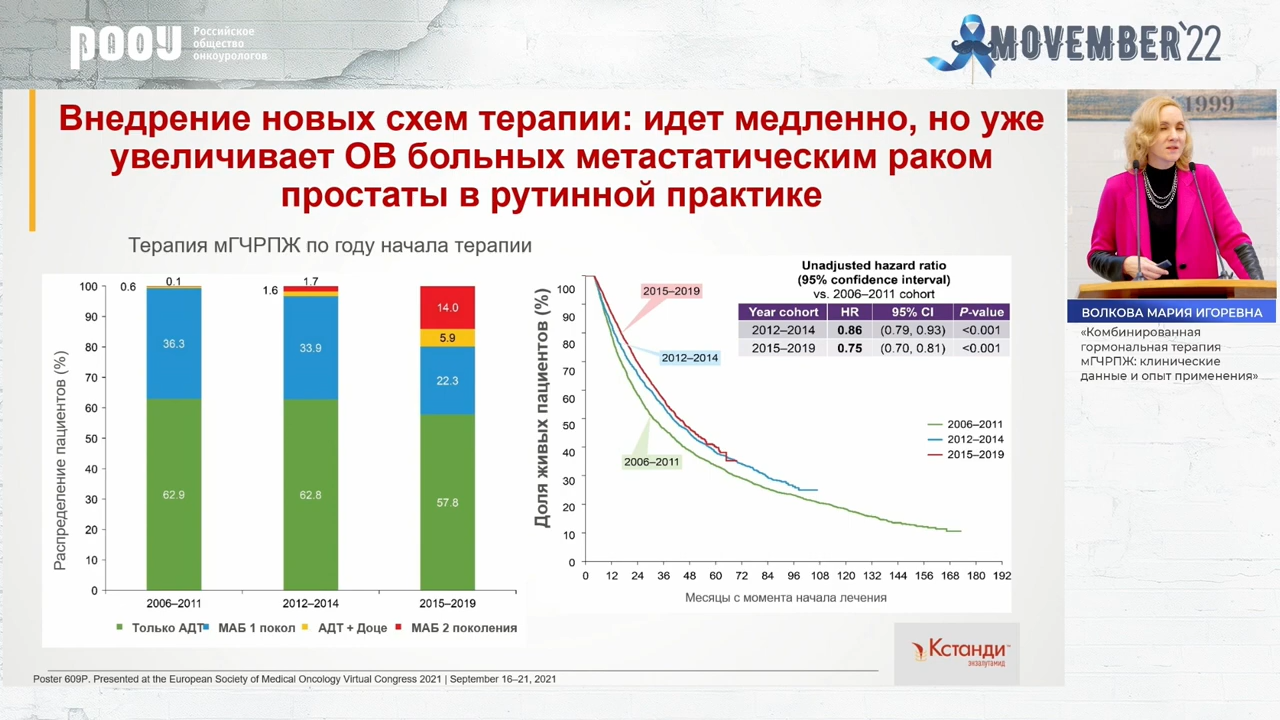 РООУ
RAOU
Российское
общество
онкоурологов
MOVEMBER'22
Внедрение новых схем терапии: идет медленно, но уже
увеличивает ОВ больных метастатическим раком
простаты в рутинной практике
Терапия мГЧРПЖ по году начала терапии
Распределение пациентов (%)
100
90
80
70
60
50
40
30
20
10
0
0.6
0.1
36.3
62.9
1.6
1.7
33.9
62.8
14.0
5.9
22.3
57.8
2006–2011
2012–2014
2015–2019
Только АДТ
МАБ 1 покол
АДТ + Доце
МАБ 2 поколения
Доля живых пациентов (%)
100
90
80
70
60
50
40
30
20
10
0
2015–2019
2012–2014
2006–2011
Unadjusted hazard ratio
(95% confidence interval)
vs. 2006–2011 cohort
Year cohort HR 95% CI P-value
2012–2014 0.86 (0.79, 0.93) <0.001
2015–2019 0.75 (0.70, 0.81) <0.001
2006–2011
2012–2014
2015–2019
0 12 24 36 48 60 72 84 96 108 120 132 144 156 168 180 192
Месяцы с момента начала лечения
Кстанди™
энзалутамид
Poster 609P. Presented at the European Society of Medical Oncology Virtual Congress 2021 | September 16–21, 2021
1999
ВОЛКОВА МАРИЯ ИГОРЕВНА
«Комбинированная
гормональная терапия
мГЧРПЖ: клинические
данные и опыт применения»